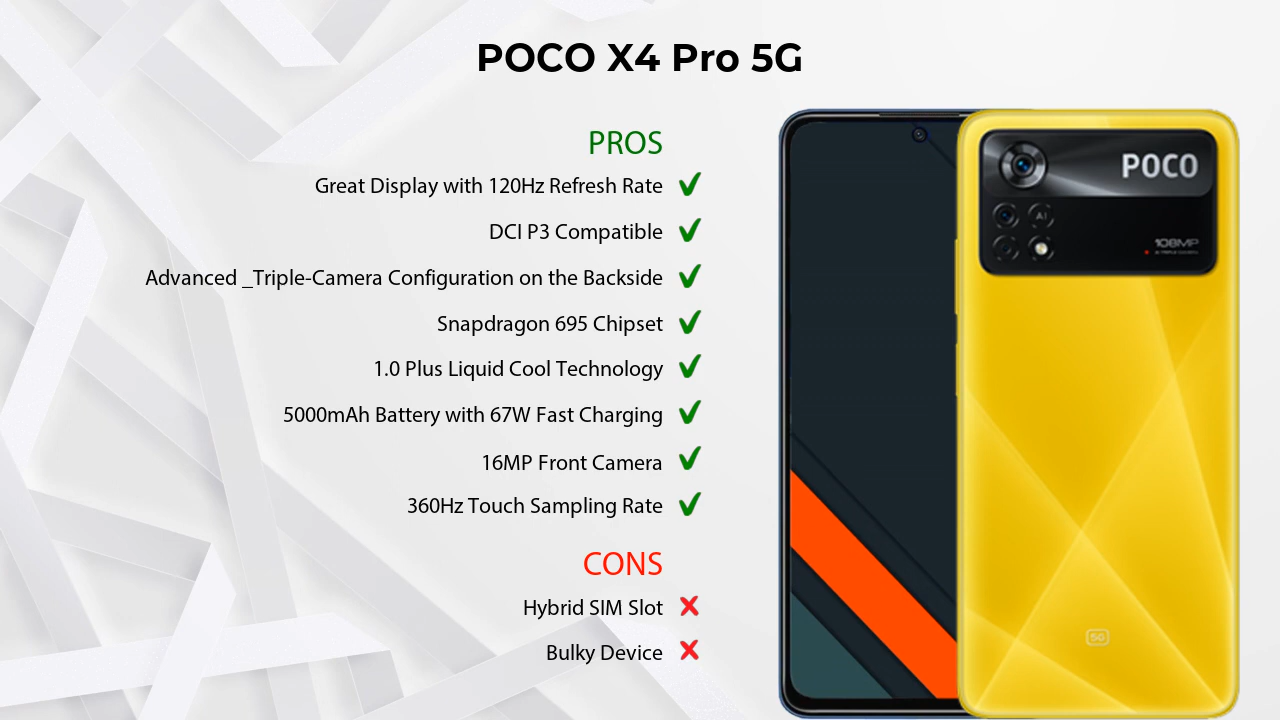 POCO X4 Pro 5G
PROS
Great Display with 120Hz Refresh Rate
DCI P3 Compatible
Advanced _Triple-Camera Configuration on the Backside
Snapdragon 695 Chipset
1.0 Plus Liquid Cool Technology
5000mAh Battery with 67W Fast Charging
16MP Front Camera
360Hz Touch Sampling Rate
CONS
Hybrid SIM Slot
Bulky Device
POCO
AI
108MP
5G